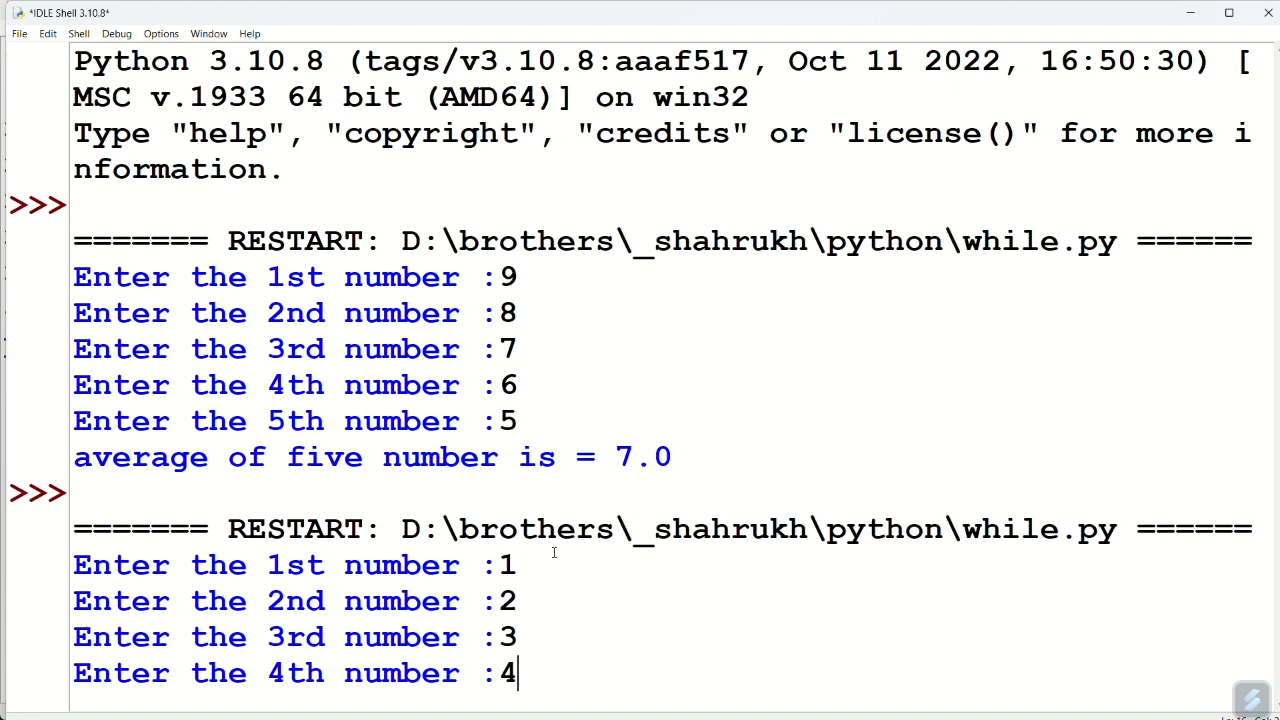 *IDLE Shell 3.10.8*
File Edit Shell Debug Options Window Help
Python 3.10.8 (tags/v3.10.8:aaaf517, Oct 11 2022, 16:50:30) [
MSC v.1933 64 bit (AMD64)] on win32
Type "help", "copyright", "credits" or "license()" for more i
nformation.
>>>
======= RESTART: D:\brothers\_shahrukh\python\while.py ======
Enter the 1st number :9
Enter the 2nd number :8
Enter the 3rd number :7
Enter the 4th number :6
Enter the 5th number :5
average of five number is = 7.0
>>>
======= RESTART: D:\brothers\_shahrukh\python\while.py ======
Enter the 1st number :1
Enter the 2nd number :2
Enter the 3rd number :3
Enter the 4th number :4